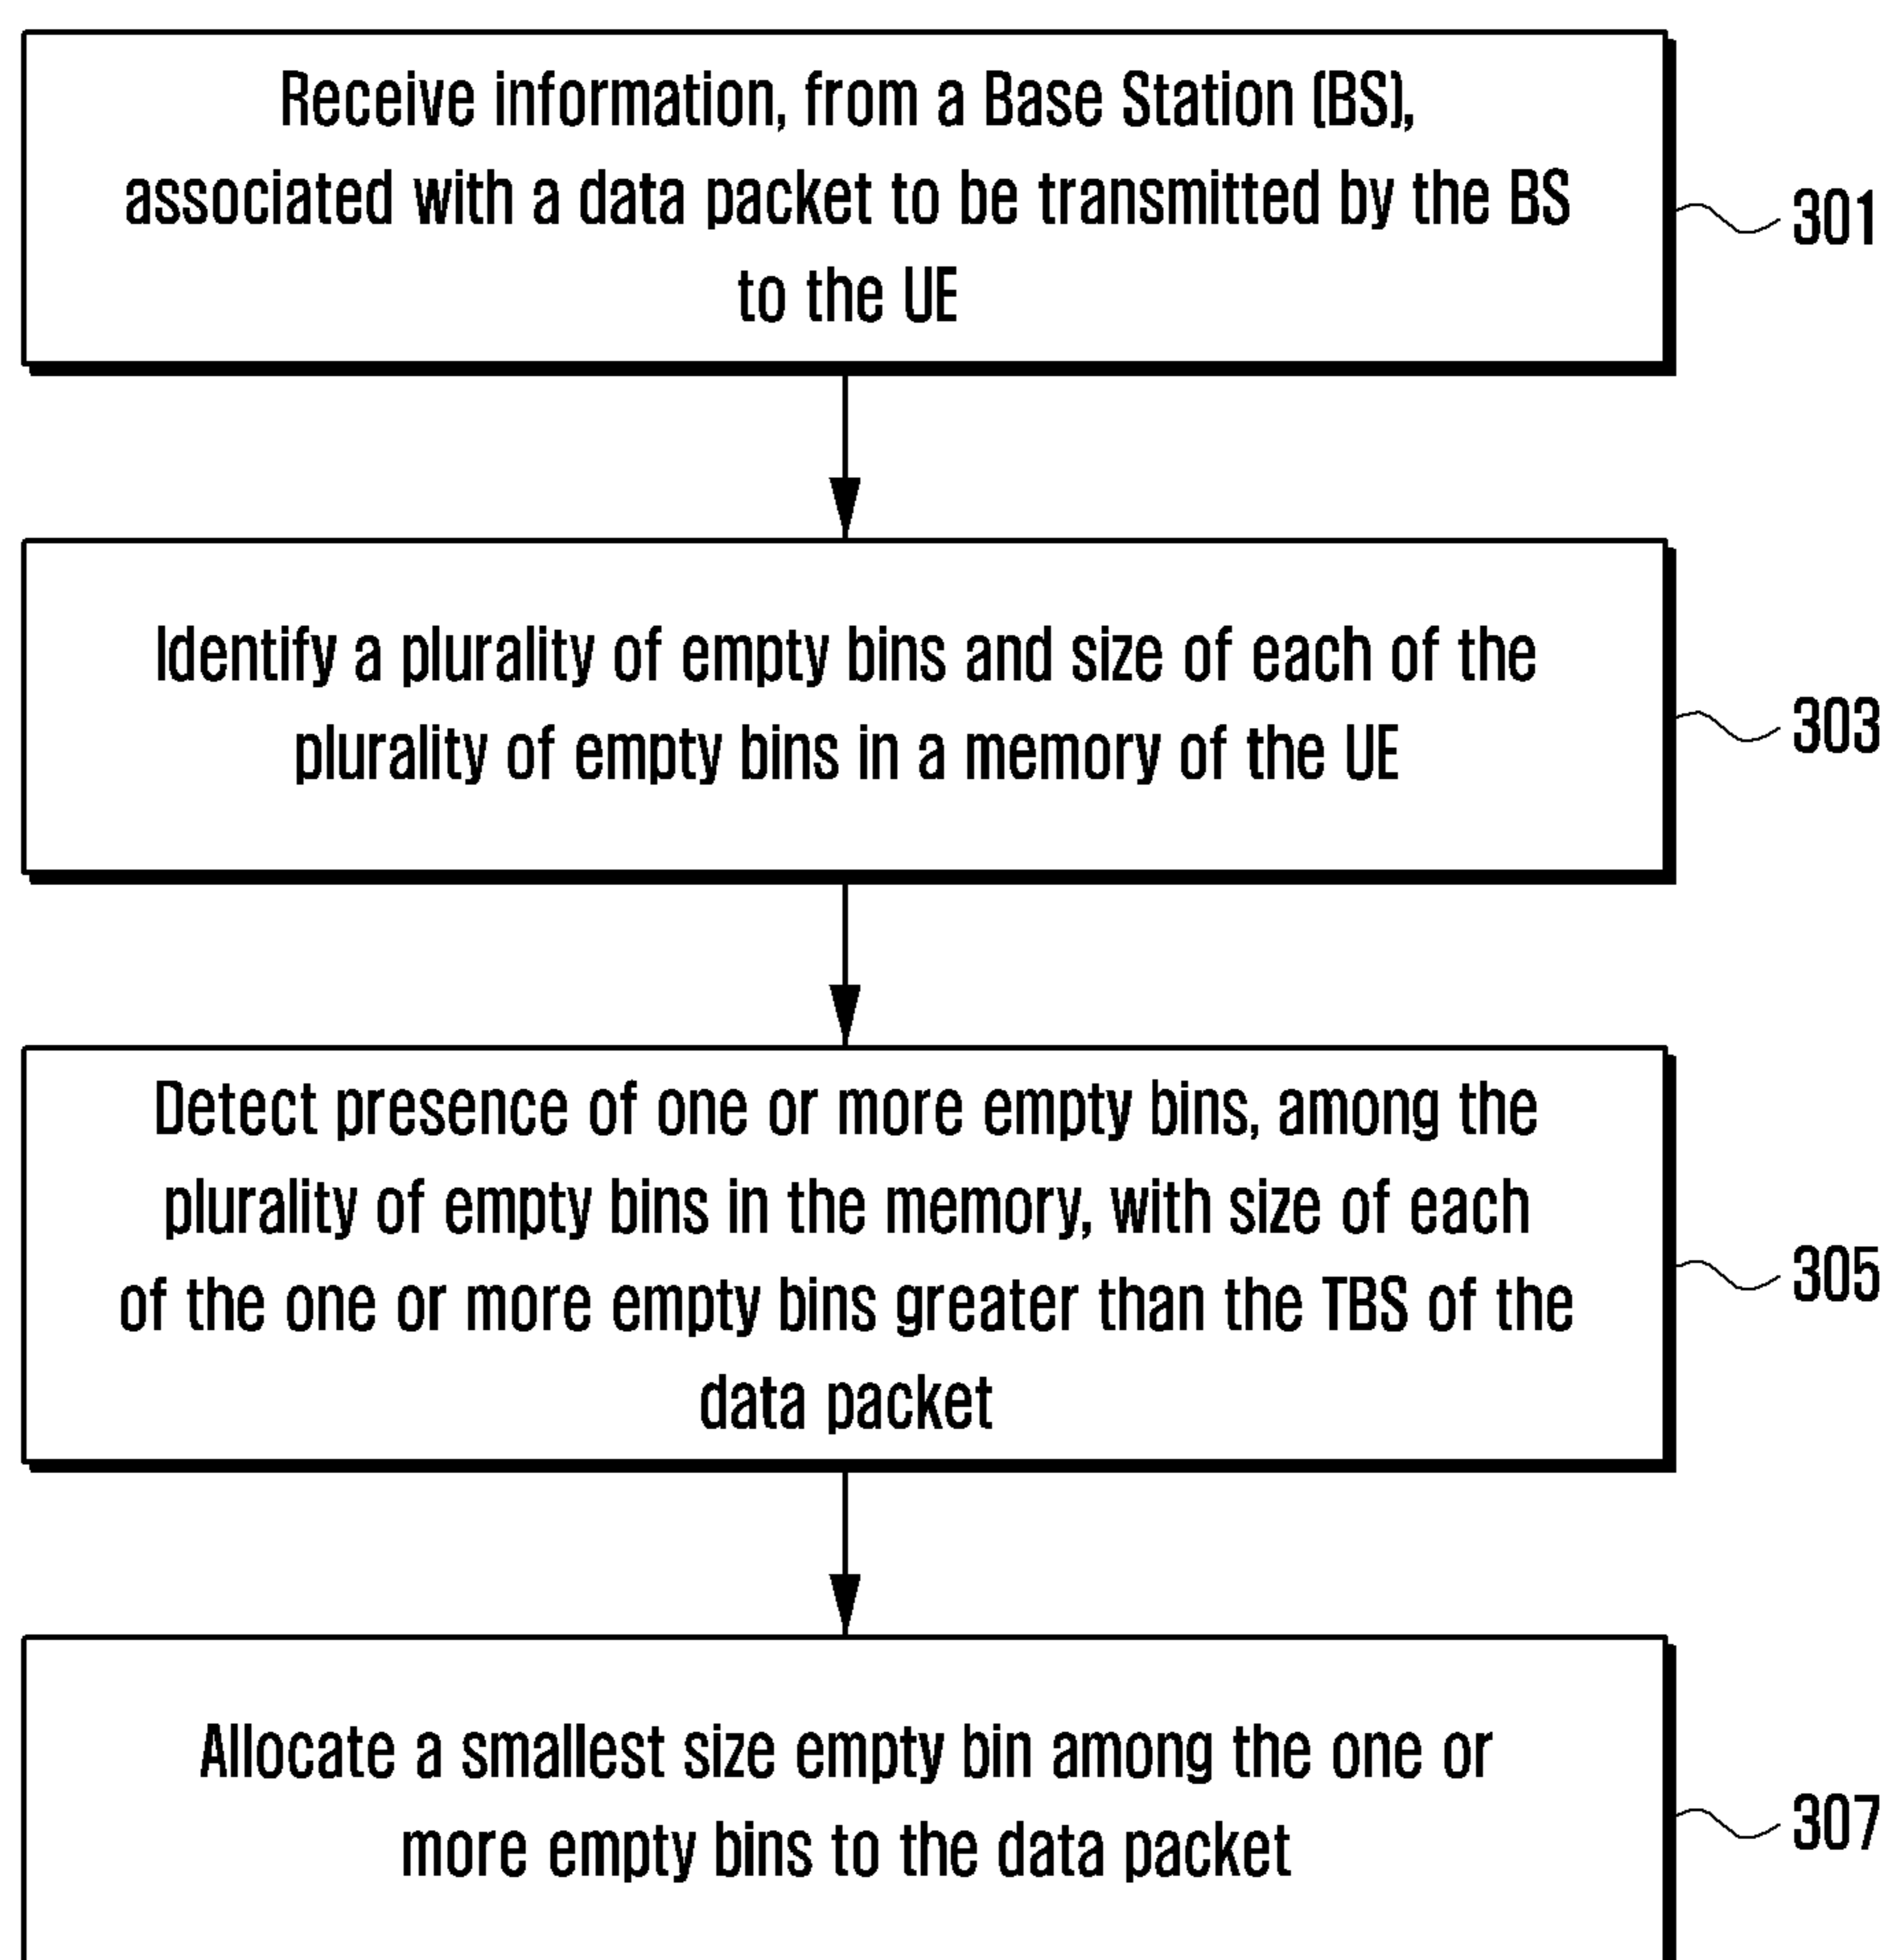 Receive information, from a Base Station (BS),
associated with a data packet to be transmitted by the BS
to the UE
301
Identify a plurality of empty bins and size of each of the
plurality of empty bins in a memory of the UE
303
Detect presence of one or more empty bins, among the
plurality of empty bins in the memory, with size of each
of the one or more empty bins greater than the TBS of the
data packet
305
Allocate a smallest size empty bin among the one or
more empty bins to the data packet
307